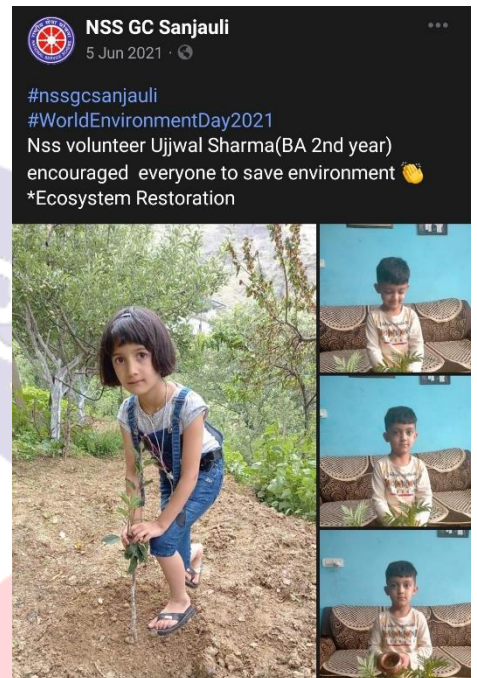 NSS GC Sanjauli
5 Jun 2021 ·
#nssgcsanjauli
#WorldEnvironmentDay2021
Nss volunteer Ujjwal Sharma(BA 2nd year)
encouraged everyone to save environment 👏
*Ecosystem Restoration